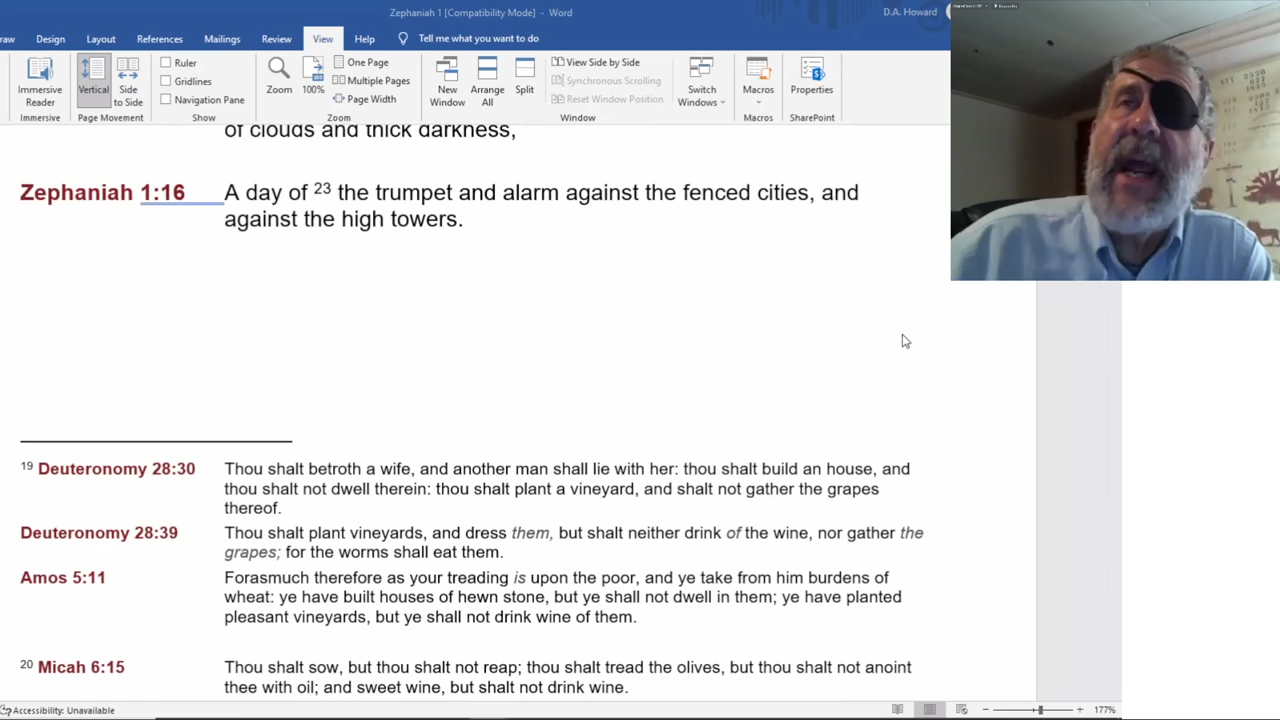 Zephaniah 1 [Compatibility Mode] - Word
D.A. Howard
raw Design Layout References Mailings Review View Help Tell me what you want to do
Immersive Reader
Immersive
Vertical
Side to Side
Page Movement
Ruler
Gridlines
Navigation Pane
Show
Zoom
100%
One Page
Multiple Pages
Page Width
Zoom
New Window
Arrange All
Split
View Side by Side
Synchronous Scrolling
Reset Window Position
Switch Windows
Window
Macros
Macros
Properties
SharePoint
of clouds and thick darkness,
Zephaniah 1:16 A day of 23 the trumpet and alarm against the fenced cities, and
against the high towers.
19 Deuteronomy 28:30 Thou shalt betroth a wife, and another man shall lie with her: thou shalt build an house, and
thou shalt not dwell therein: thou shalt plant a vineyard, and shalt not gather the grapes
thereof.
Deuteronomy 28:39 Thou shalt plant vineyards, and dress them, but shalt neither drink of the wine, nor gather the
grapes; for the worms shall eat them.
Amos 5:11 Forasmuch therefore as your treading is upon the poor, and ye take from him burdens of
wheat: ye have built houses of hewn stone, but ye shall not dwell in them; ye have planted
pleasant vineyards, but ye shall not drink wine of them.
20 Micah 6:15 Thou shalt sow, but thou shalt not reap; thou shalt tread the olives, but thou shalt not anoint
thee with oil; and sweet wine, but shalt not drink wine.
Accessibility: Unavailable
177%